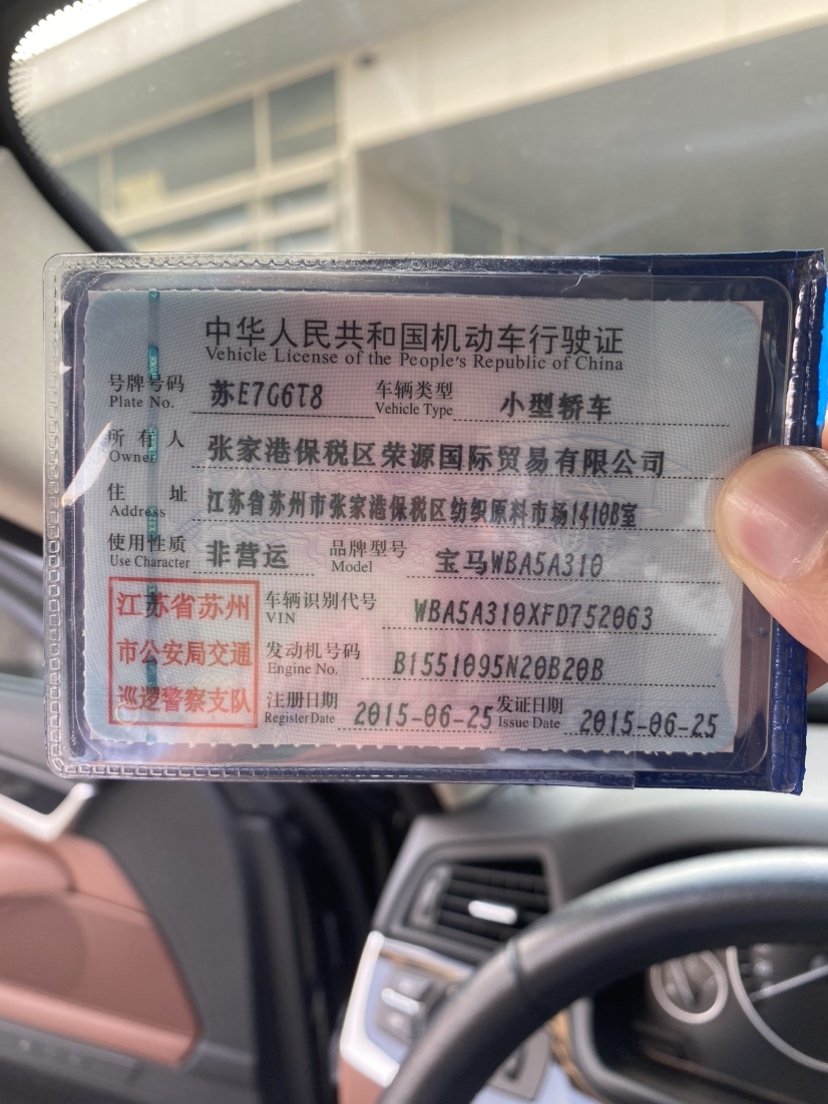 中华人民共和国机动车行驶证
Vehicle License of the People's Republic of China
号牌号码 苏E7G6T8 车辆类型 小型轿车
Plate No. Vehicle Type
所有人 张家港保税区荣源国际贸易有限公司
Owner
住址 江苏省苏州市张家港保税区纺织原料市场1410B室
Address
使用性质 非营运 品牌型号 宝马WBA5A310
Use Character Model
江苏省苏州
市公安局交通
巡逻警察支队
车辆识别代号 WBA5A310XFD752063
VIN
发动机号码 B1551095N20B20B
Engine No.
注册日期 2015-06-25 发证日期 2015-06-25
Register Date Issue Date